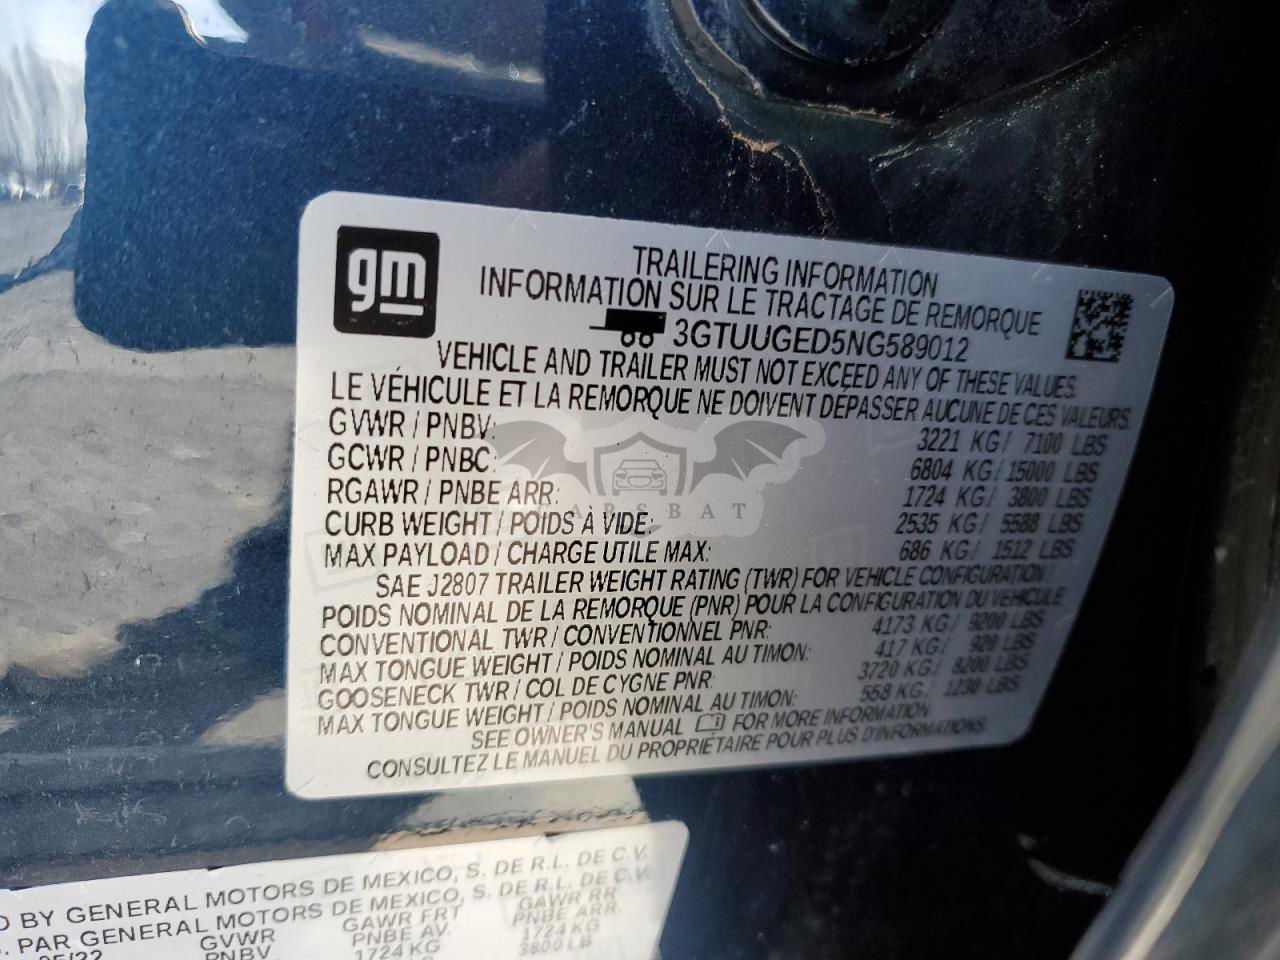 gm
TRAILERING INFORMATION
INFORMATION SUR LE TRACTAGE DE REMORQUE
3GTUUGED5NG589012
VEHICLE AND TRAILER MUST NOT EXCEED ANY OF THESE VALUES.
LE VÉHICULE ET LA REMORQUE NE DOIVENT DÉPASSER AUCUNE DE CES VALEURS.
GVWR / PNBV: 3221 KG/ 7100 LBS
GCWR / PNBC: 6804 KG/ 15000 LBS
RGAWR / PNBE ARR: 1724 KG/ 3800 LBS
CURB WEIGHT / POIDS À VIDE: 2535 KG/ 5588 LBS
MAX PAYLOAD / CHARGE UTILE MAX: 686 KG/ 1512 LBS
SAE J2807 TRAILER WEIGHT RATING (TWR) FOR VEHICLE CONFIGURATION
POIDS NOMINAL DE LA REMORQUE (PNR) POUR LA CONFIGURATION DU VEHICULE
CONVENTIONAL TWR / CONVENTIONNEL PNR: 4173 KG/ 9200 LBS
MAX TONGUE WEIGHT / POIDS NOMINAL AU TIMON: 417 KG/ 920 LBS
GOOSENECK TWR / COL DE CYGNE PNR: 3720 KG/ 8200 LBS
MAX TONGUE WEIGHT / POIDS NOMINAL AU TIMON: 558 KG/ 1230 LBS
SEE OWNER'S MANUAL FOR MORE INFORMATION
CONSULTEZ LE MANUEL DU PROPRIÉTAIRE POUR PLUS D'INFORMATIONS
CARSBAT
D BY GENERAL MOTORS DE MEXICO, S. DE R.L. DE C.V.
. PAR GENERAL MOTORS DE MEXICO, S. DE R.L. DE C.V.
GVWR GAWR FRT GAWR RR
PNBV PNBE AV. PNBE ARR.
1724 KG 1724 KG
3800 LB